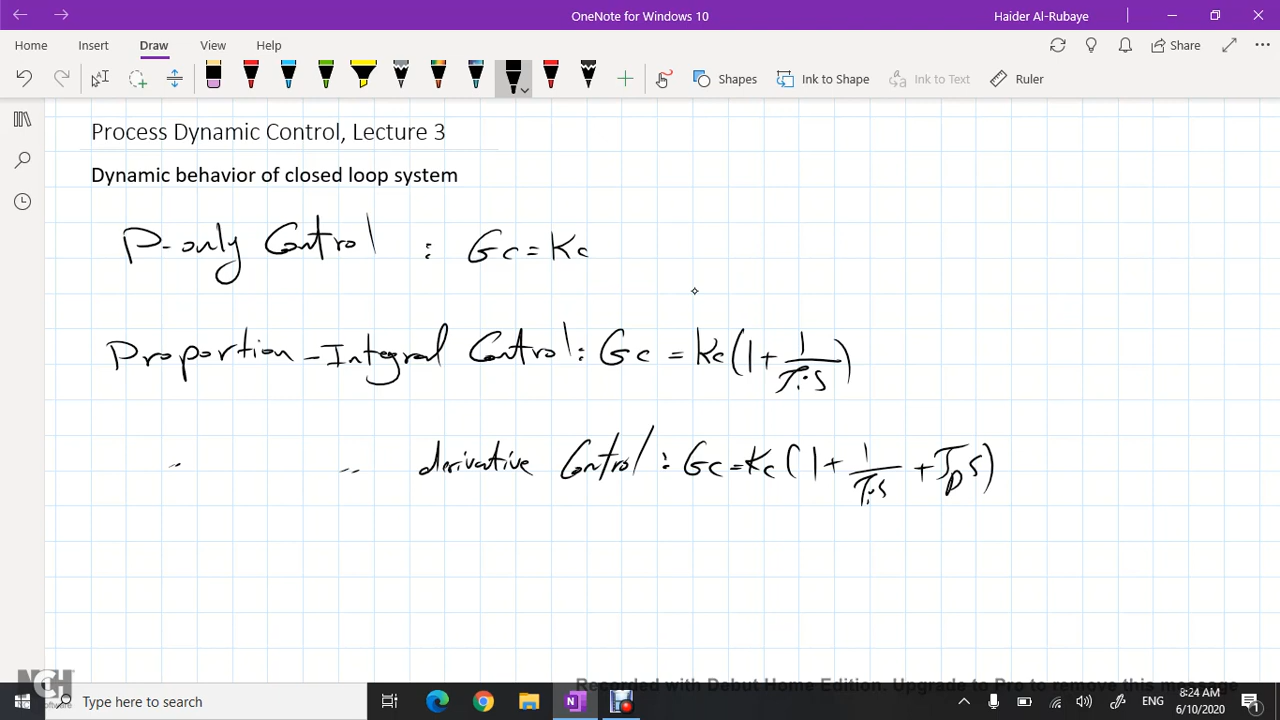 OneNote for Windows 10
Haider Al-Rubaye
Home Insert Draw View Help
Share
Shapes Ink to Shape Ink to Text Ruler
Process Dynamic Control, Lecture 3
Dynamic behavior of closed loop system
P-only Control : Gc = Kc
Proportion - Integral Control : Gc = Kc(1 + 1/τi s)
〃 〃 derivative Control : Gc = Kc(1 + 1/τi s + τD s)
NCH
Software
Recorded with Debut Home Edition. Upgrade to Pro to remove this message
Type here to search
ENG
8:24 AM
6/10/2020